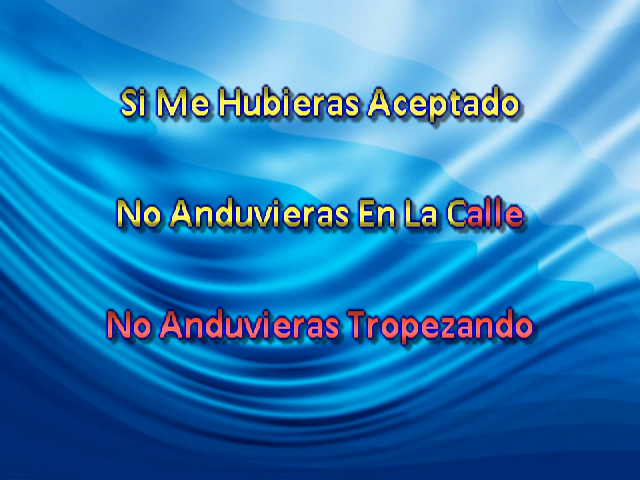 Si Me Hubieras Aceptado
No Anduvieras En La Calle
No Anduvieras Tropezando